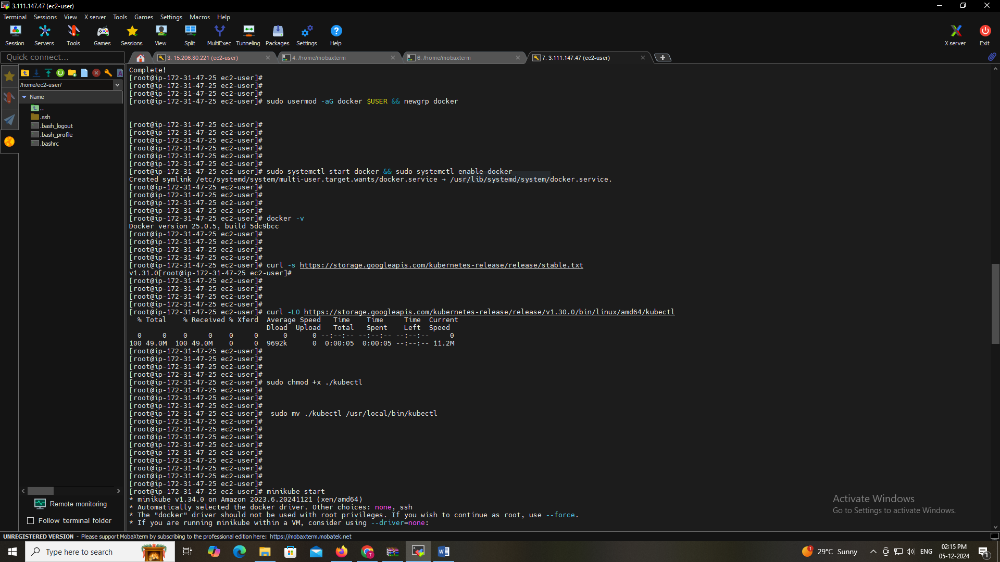 3.111.147.47 (ec2-user)
Terminal Sessions View X server Tools Games Settings Macros Help
Session Servers Tools Games Sessions View Split MultiExec Tunneling Packages Settings Help X server Exit
Quick connect...
3. 15.206.80.221 (ec2-user)
4. /home/mobaxterm
6. /home/mobaxterm
7. 3.111.147.47 (ec2-user)
/home/ec2-user/
Name
..
.ssh
.bash_logout
.bash_profile
.bashrc
Remote monitoring
Follow terminal folder
Complete!
[root@ip-172-31-47-25 ec2-user]#
[root@ip-172-31-47-25 ec2-user]#
[root@ip-172-31-47-25 ec2-user]#
[root@ip-172-31-47-25 ec2-user]# sudo usermod -aG docker $USER && newgrp docker
[root@ip-172-31-47-25 ec2-user]#
[root@ip-172-31-47-25 ec2-user]#
[root@ip-172-31-47-25 ec2-user]#
[root@ip-172-31-47-25 ec2-user]#
[root@ip-172-31-47-25 ec2-user]#
[root@ip-172-31-47-25 ec2-user]#
[root@ip-172-31-47-25 ec2-user]# sudo systemctl start docker && sudo systemctl enable docker
Created symlink /etc/systemd/system/multi-user.target.wants/docker.service → /usr/lib/systemd/system/docker.service.
[root@ip-172-31-47-25 ec2-user]#
[root@ip-172-31-47-25 ec2-user]#
[root@ip-172-31-47-25 ec2-user]#
[root@ip-172-31-47-25 ec2-user]#
[root@ip-172-31-47-25 ec2-user]# docker -v
Docker version 25.0.5, build 5dc9bcc
[root@ip-172-31-47-25 ec2-user]#
[root@ip-172-31-47-25 ec2-user]#
[root@ip-172-31-47-25 ec2-user]#
[root@ip-172-31-47-25 ec2-user]#
[root@ip-172-31-47-25 ec2-user]# curl -s https://storage.googleapis.com/kubernetes-release/release/stable.txt
v1.31.0[root@ip-172-31-47-25 ec2-user]#
[root@ip-172-31-47-25 ec2-user]#
[root@ip-172-31-47-25 ec2-user]#
[root@ip-172-31-47-25 ec2-user]#
[root@ip-172-31-47-25 ec2-user]#
[root@ip-172-31-47-25 ec2-user]# curl -LO https://storage.googleapis.com/kubernetes-release/release/v1.30.0/bin/linux/amd64/kubectl
% Total % Received % Xferd Average Speed Time Time Time Current
Dload Upload Total Spent Left Speed
0 0 0 0 0 0 0 0 --:--:-- --:--:-- --:--:-- 0
100 49.0M 100 49.0M 0 0 9692k 0 0:00:05 0:00:05 --:--:-- 11.2M
[root@ip-172-31-47-25 ec2-user]#
[root@ip-172-31-47-25 ec2-user]#
[root@ip-172-31-47-25 ec2-user]#
[root@ip-172-31-47-25 ec2-user]#
[root@ip-172-31-47-25 ec2-user]# sudo chmod +x ./kubectl
[root@ip-172-31-47-25 ec2-user]#
[root@ip-172-31-47-25 ec2-user]#
[root@ip-172-31-47-25 ec2-user]#
[root@ip-172-31-47-25 ec2-user]# sudo mv ./kubectl /usr/local/bin/kubectl
[root@ip-172-31-47-25 ec2-user]#
[root@ip-172-31-47-25 ec2-user]#
[root@ip-172-31-47-25 ec2-user]#
[root@ip-172-31-47-25 ec2-user]#
[root@ip-172-31-47-25 ec2-user]#
[root@ip-172-31-47-25 ec2-user]#
[root@ip-172-31-47-25 ec2-user]#
[root@ip-172-31-47-25 ec2-user]#
[root@ip-172-31-47-25 ec2-user]#
[root@ip-172-31-47-25 ec2-user]# minikube start
* minikube v1.34.0 on Amazon 2023.6.20241121 (xen/amd64)
* Automatically selected the docker driver. Other choices: none, ssh
* The "docker" driver should not be used with root privileges. If you wish to continue as root, use --force.
* If you are running minikube within a VM, consider using --driver=none:
Activate Windows
Go to Settings to activate Windows.
UNREGISTERED VERSION - Please support MobaXterm by subscribing to the professional edition here: https://mobaxterm.mobatek.net
Type here to search
29°C Sunny
ENG
02:15 PM
05-12-2024